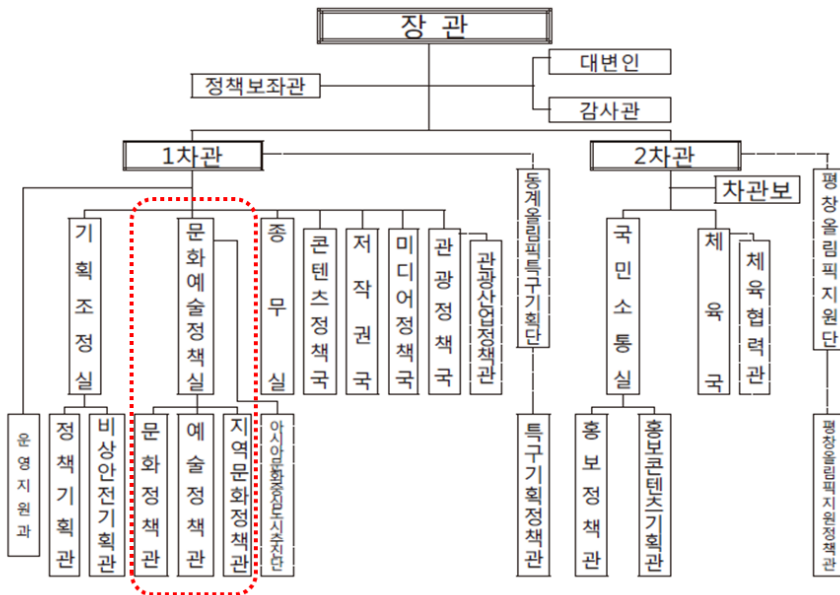 장 관
대변인
정책보좌관
감사관
1차관
2차관
차관보
동계올림픽특구기획단
평창올림픽지원단
기획조정실
문화예술정책실
종무실
콘텐츠정책국
저작권국
미디어정책국
관광정책국
관광산업정책관
국민소통실
체육국
체육협력관
운영지원과
정책기획관
비상안전기획관
문화정책관
예술정책관
지역문화정책관
아시아문화중심도시추진단
특구기획정책관
홍보정책관
홍보콘텐츠기획관
평창올림픽지원정책관